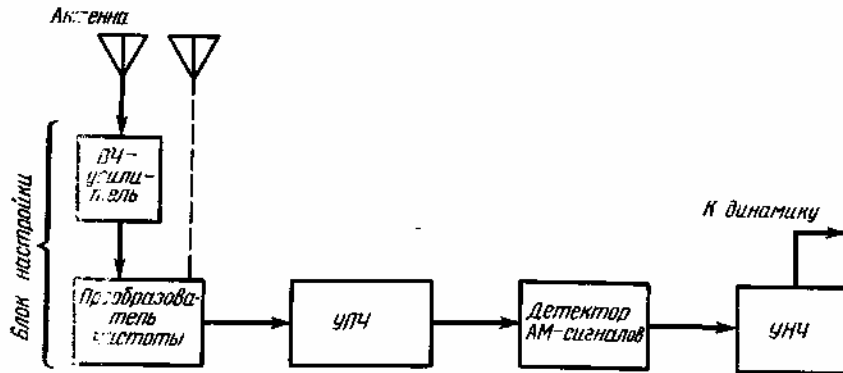 Антенна
ВЧ-
усили-
тель
Блок настройки
Преобразова-
тель
частоты
УПЧ
Детектор
АМ-сигналов
УНЧ
К динамику